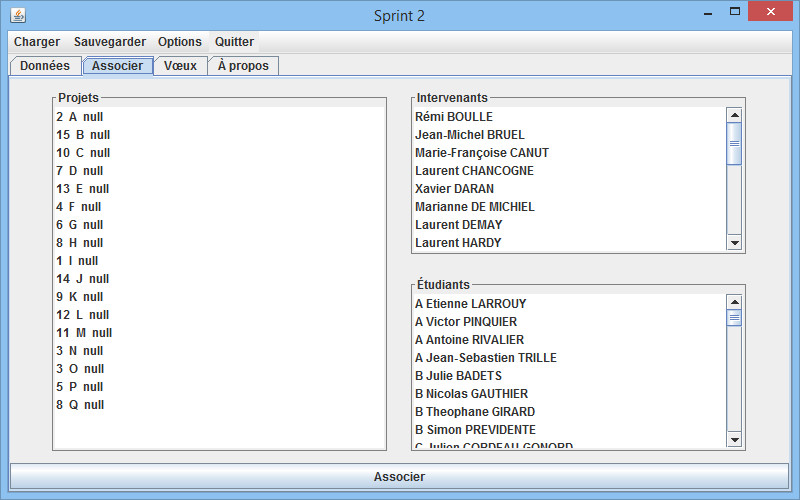 Sprint 2
Charger Sauvegarder Options Quitter
Données Associer Vœux À propos
Projets
2 A null
15 B null
10 C null
7 D null
13 E null
4 F null
6 G null
8 H null
1 I null
14 J null
9 K null
12 L null
11 M null
3 N null
3 O null
5 P null
8 Q null
Intervenants
Rémi BOULLE
Jean-Michel BRUEL
Marie-Françoise CANUT
Laurent CHANCOGNE
Xavier DARAN
Marianne DE MICHIEL
Laurent DEMAY
Laurent HARDY
Étudiants
A Etienne LARROUY
A Victor PINQUIER
A Antoine RIVALIER
A Jean-Sebastien TRILLE
B Julie BADETS
B Nicolas GAUTHIER
B Theophane GIRARD
B Simon PREVIDENTE
C Julien CORDEAU-GONORD
Associer